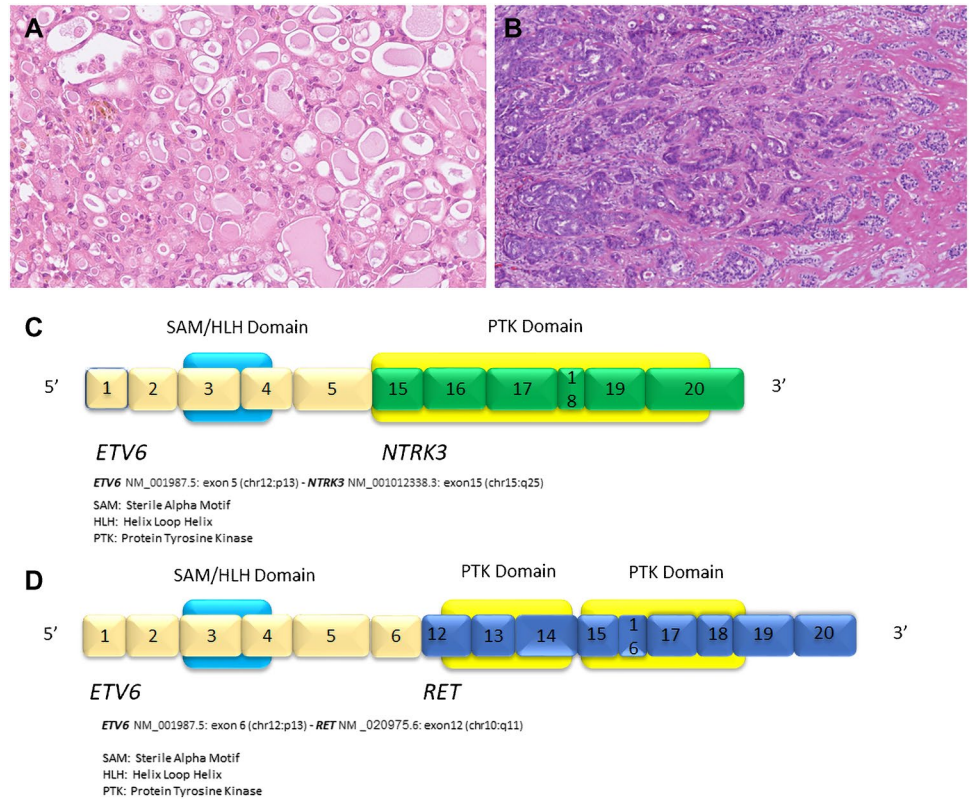 A
B
C
SAM/HLH Domain
PTK Domain
5’
1 2 3 4 5 15 16 17 18 19 20
3’
ETV6
NTRK3
ETV6 NM_001987.5: exon 5 (chr12:p13) - NTRK3 NM_001012338.3: exon15 (chr15:q25)
SAM: Sterile Alpha Motif
HLH: Helix Loop Helix
PTK: Protein Tyrosine Kinase
D
SAM/HLH Domain
PTK Domain
PTK Domain
5’
1 2 3 4 5 6 12 13 14 15 16 17 18 19 20
3’
ETV6
RET
ETV6 NM_001987.5: exon 6 (chr12:p13) - RET NM _020975.6: exon12 (chr10:q11)
SAM: Sterile Alpha Motif
HLH: Helix Loop Helix
PTK: Protein Tyrosine Kinase